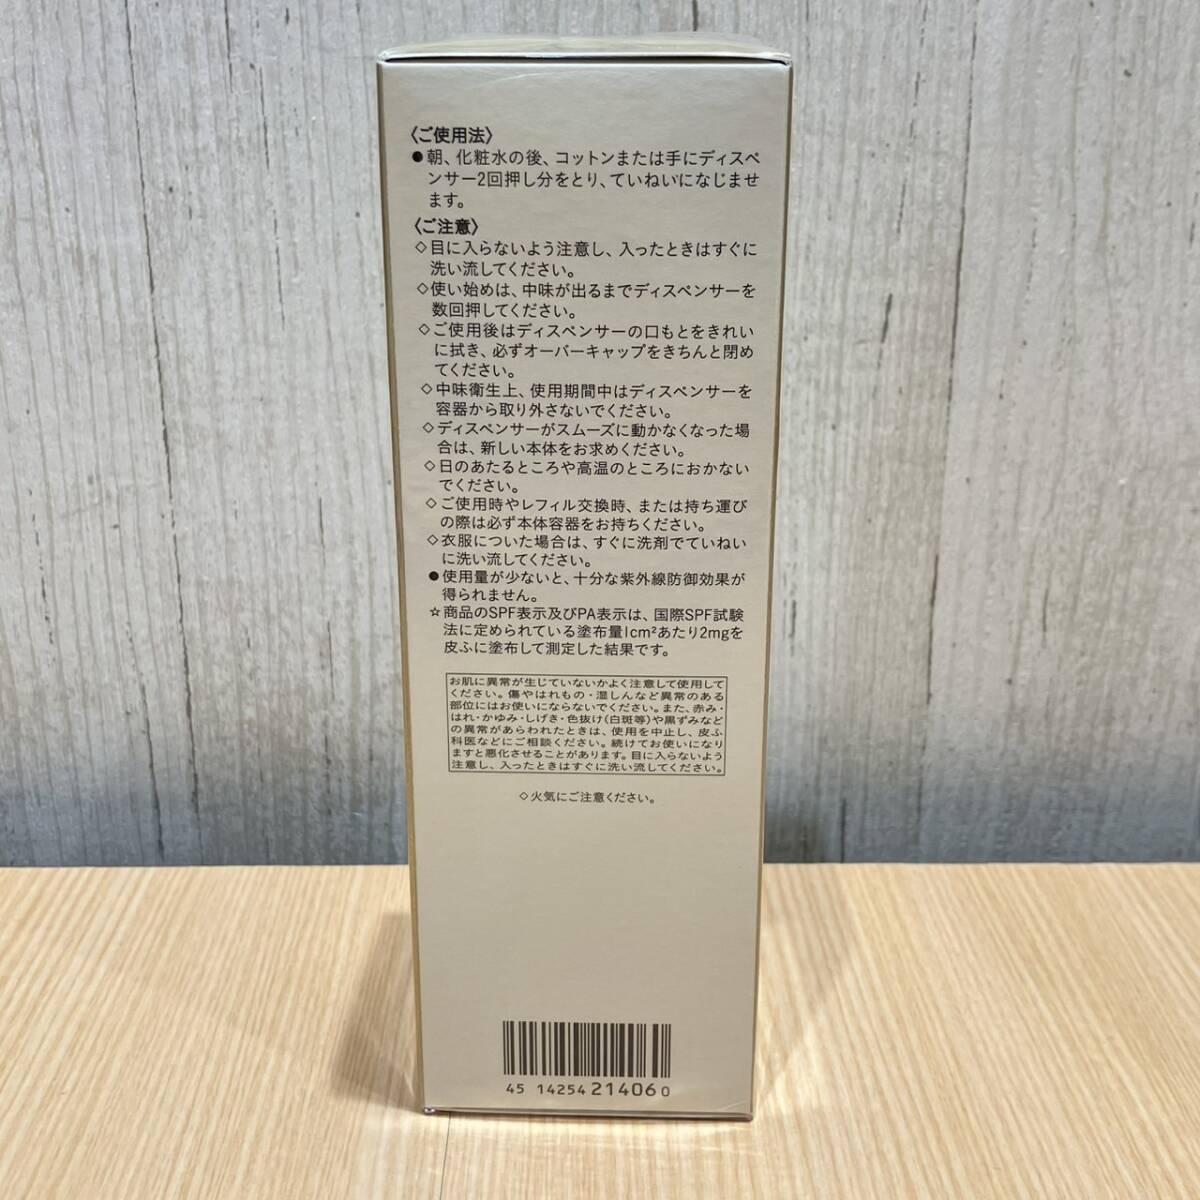 〈ご使用法〉
●朝、化粧水の後、コットンまたは手にディスペ
ンサー2回押し分をとり、ていねいになじませ
ます。
〈ご注意〉
◇目に入らないよう注意し、入ったときはすぐに
洗い流してください。
◇使い始めは、中味が出るまでディスペンサーを
数回押してください。
◇ご使用後はディスペンサーの口もとをきれい
に拭き、必ずオーバーキャップをきちんと閉め
てください。
◇中味衛生上、使用期間中はディスペンサーを
容器から取り外さないでください。
◇ディスペンサーがスムーズに動かなくなった場
合は、新しい本体をお求めください。
◇日のあたるところや高温のところにおかない
でください。
◇ご使用時やレフィル交換時、または持ち運び
の際は必ず本体容器をお持ちください。
◇衣服についた場合は、すぐに洗剤でていねい
に洗い流してください。
●使用量が少ないと、十分な紫外線防御効果が
得られません。
☆商品のSPF表示及びPA表示は、国際SPF試験
法に定められている塗布量1cm²あたり2mgを
皮ふに塗布して測定した結果です。
お肌に異常が生じていないかよく注意して使用して
ください。傷やはれもの・湿しんなど異常のある
部位にはお使いにならないでください。また、赤み・
はれ・かゆみ・しげき・色抜け(白斑等)や黒ずみなど
の異常があらわれたときは、使用を中止し、皮ふ
科医などにご相談ください。続けてお使いになり
ますと悪化させることがあります。目に入らないよう
注意し、入ったときはすぐに洗い流してください。
◇火気にご注意ください。
45 14254 21406 0